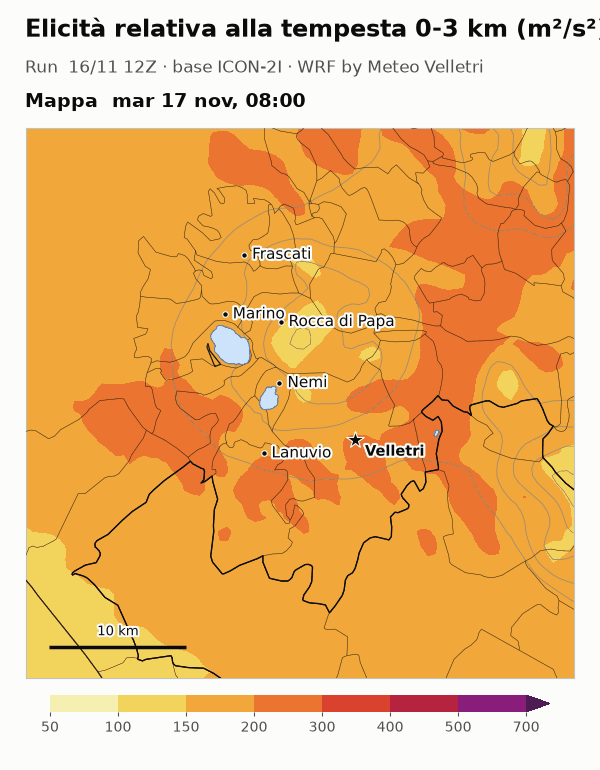 Elicità relativa alla tempesta 0-3 km (m²/s²)
Run 16/11 12Z · base ICON-2I · WRF by Meteo Velletri
Mappa mar 17 nov, 08:00
Frascati
Marino
Rocca di Papa
Nemi
Velletri
Lanuvio
10 km
50 100 150 200 300 400 500 700